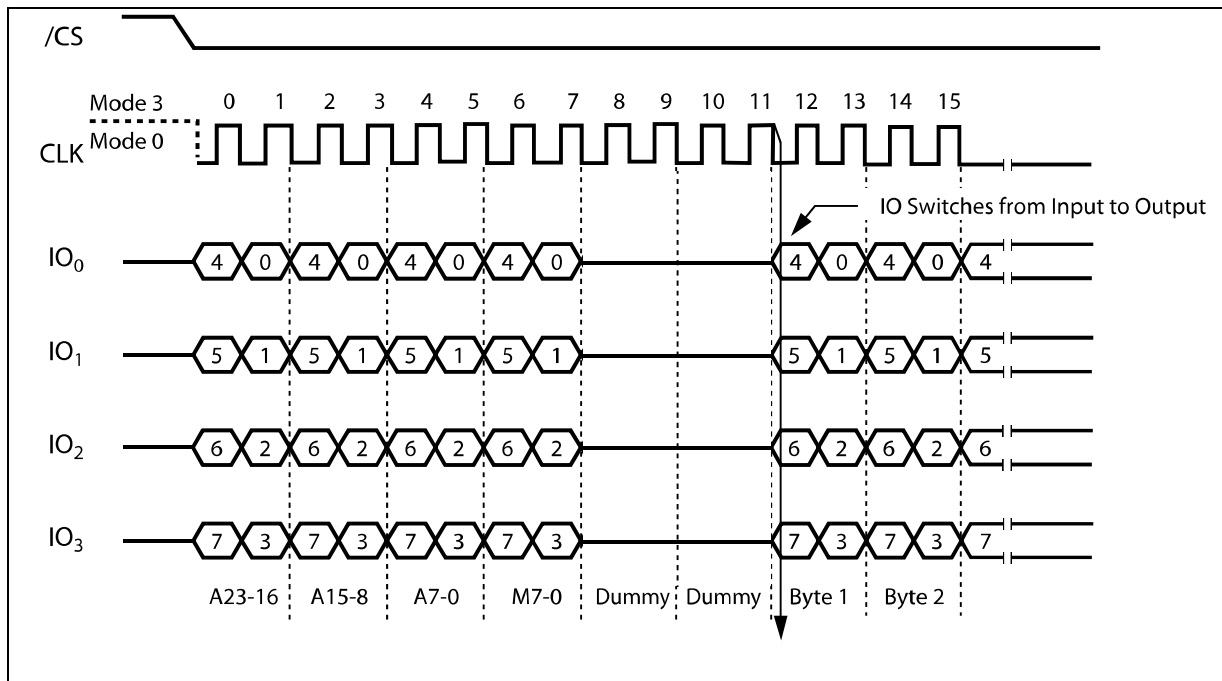 /CS
Mode 3 0 1 2 3 4 5 6 7 8 9 10 11 12 13 14 15
Mode 0
CLK
IO Switches from Input to Output
IO0 4 0 4 0 4 0 4 0 4 0 4 0 4
IO1 5 1 5 1 5 1 5 1 5 1 5 1 5
IO2 6 2 6 2 6 2 6 2 6 2 6 2 6
IO3 7 3 7 3 7 3 7 3 7 3 7 3 7
A23-16 A15-8 A7-0 M7-0 Dummy Dummy Byte 1 Byte 2